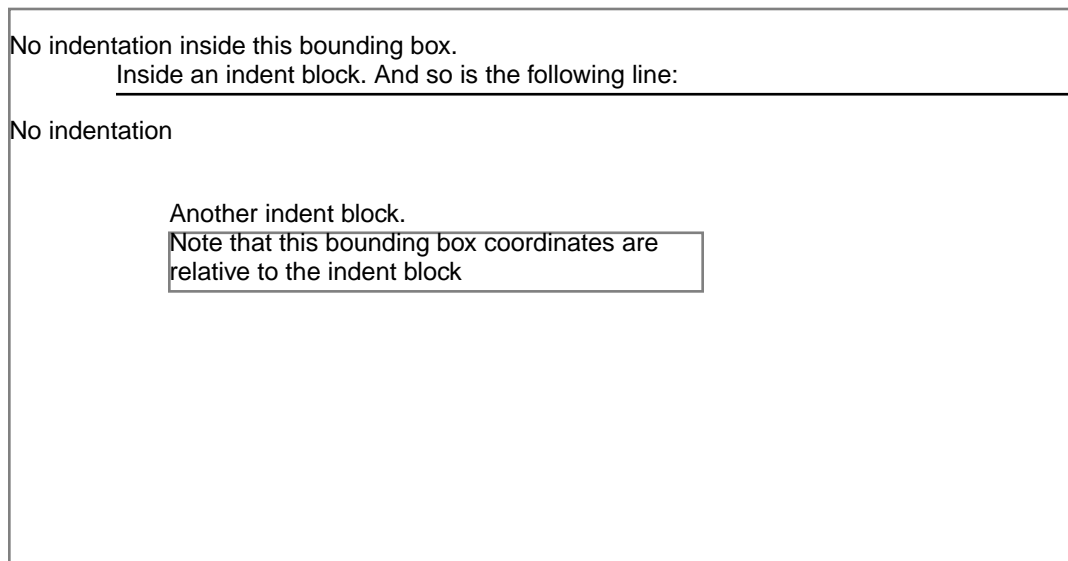 No indentation inside this bounding box.
Inside an indent block. And so is the following line:
No indentation
Another indent block.
Note that this bounding box coordinates are
relative to the indent block